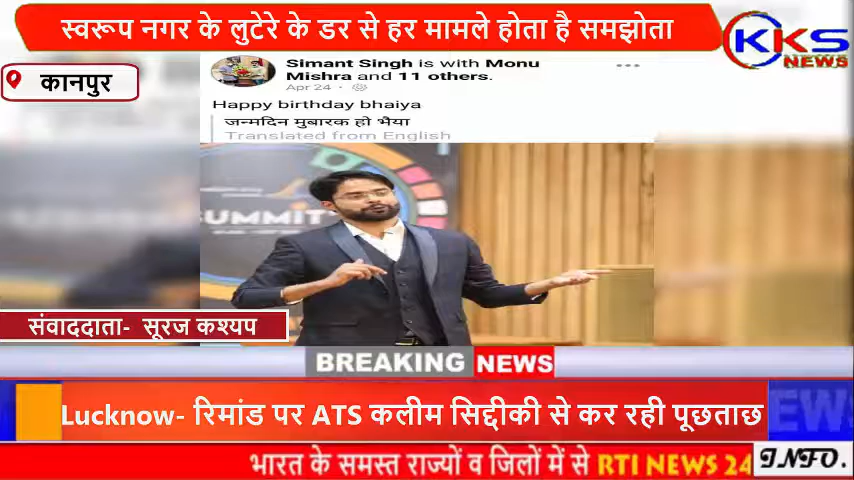 स्वरूप नगर के लुटेरे के डर से हर मामले होता है समझोता
KKS
NEWS
कानपुर
Simant Singh is with Monu
Mishra and 11 others.
Apr 24
Happy birthday bhaiya
जन्मदिन मुबारक हो भैया
Translated from English
SUMMIT
संवाददाता- सूरज कश्यप
BREAKING NEWS
Lucknow- रिमांड पर ATS कलीम सिद्दीकी से कर रही पूछताछ
EW
भारत के समस्त राज्यों व जिलों में से RTI NEWS 24
INFO.